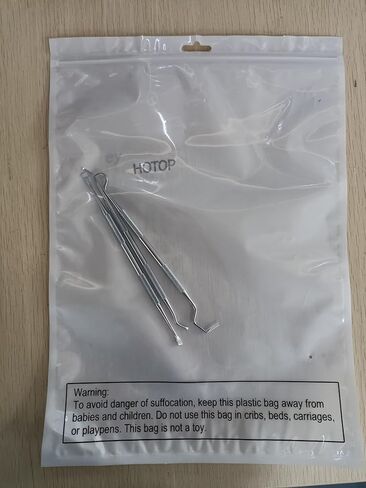 HOTOP
Warning:
To avoid danger of suffocation, keep this plastic bag away from
babies and children. Do not use this bag in cribs, beds, carriages,
or playpens. This bag is not a toy.